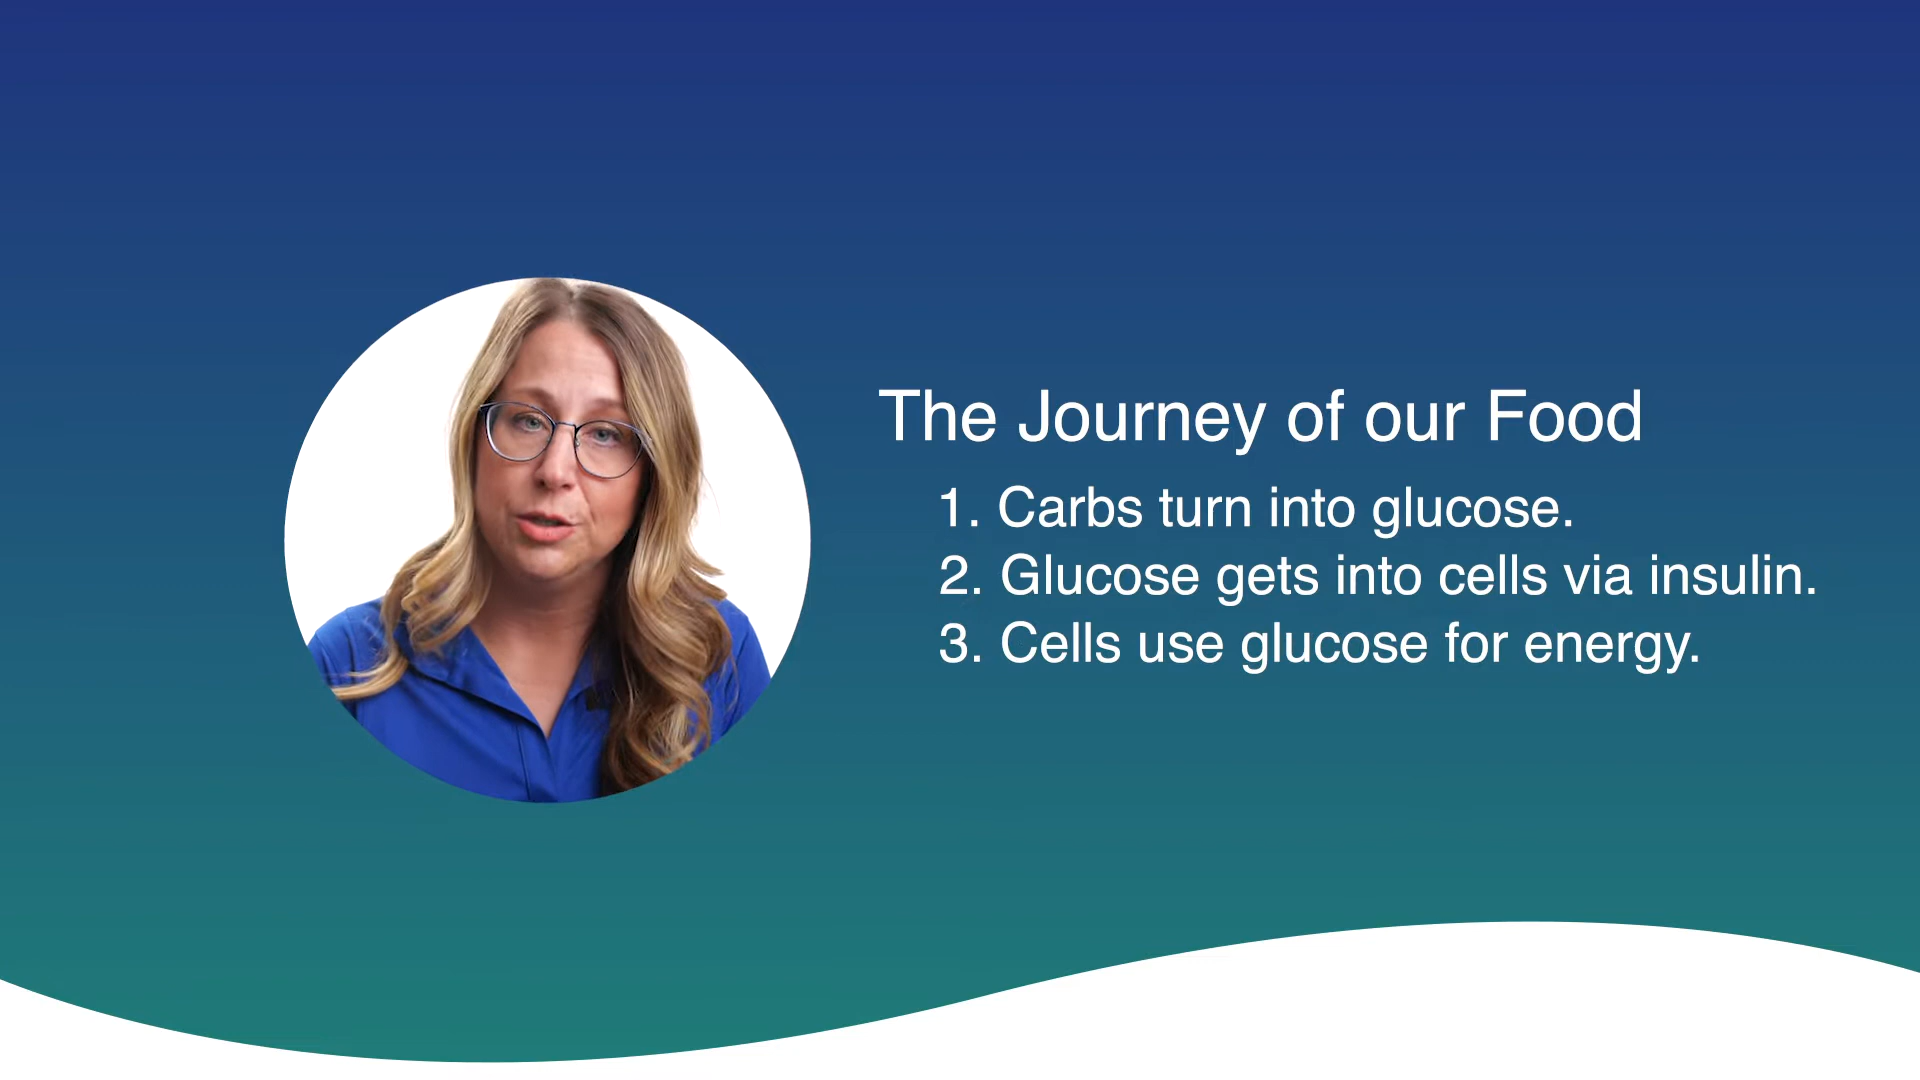 The Journey of our Food
1. Carbs turn into glucose.
2. Glucose gets into cells via insulin.
3. Cells use glucose for energy.